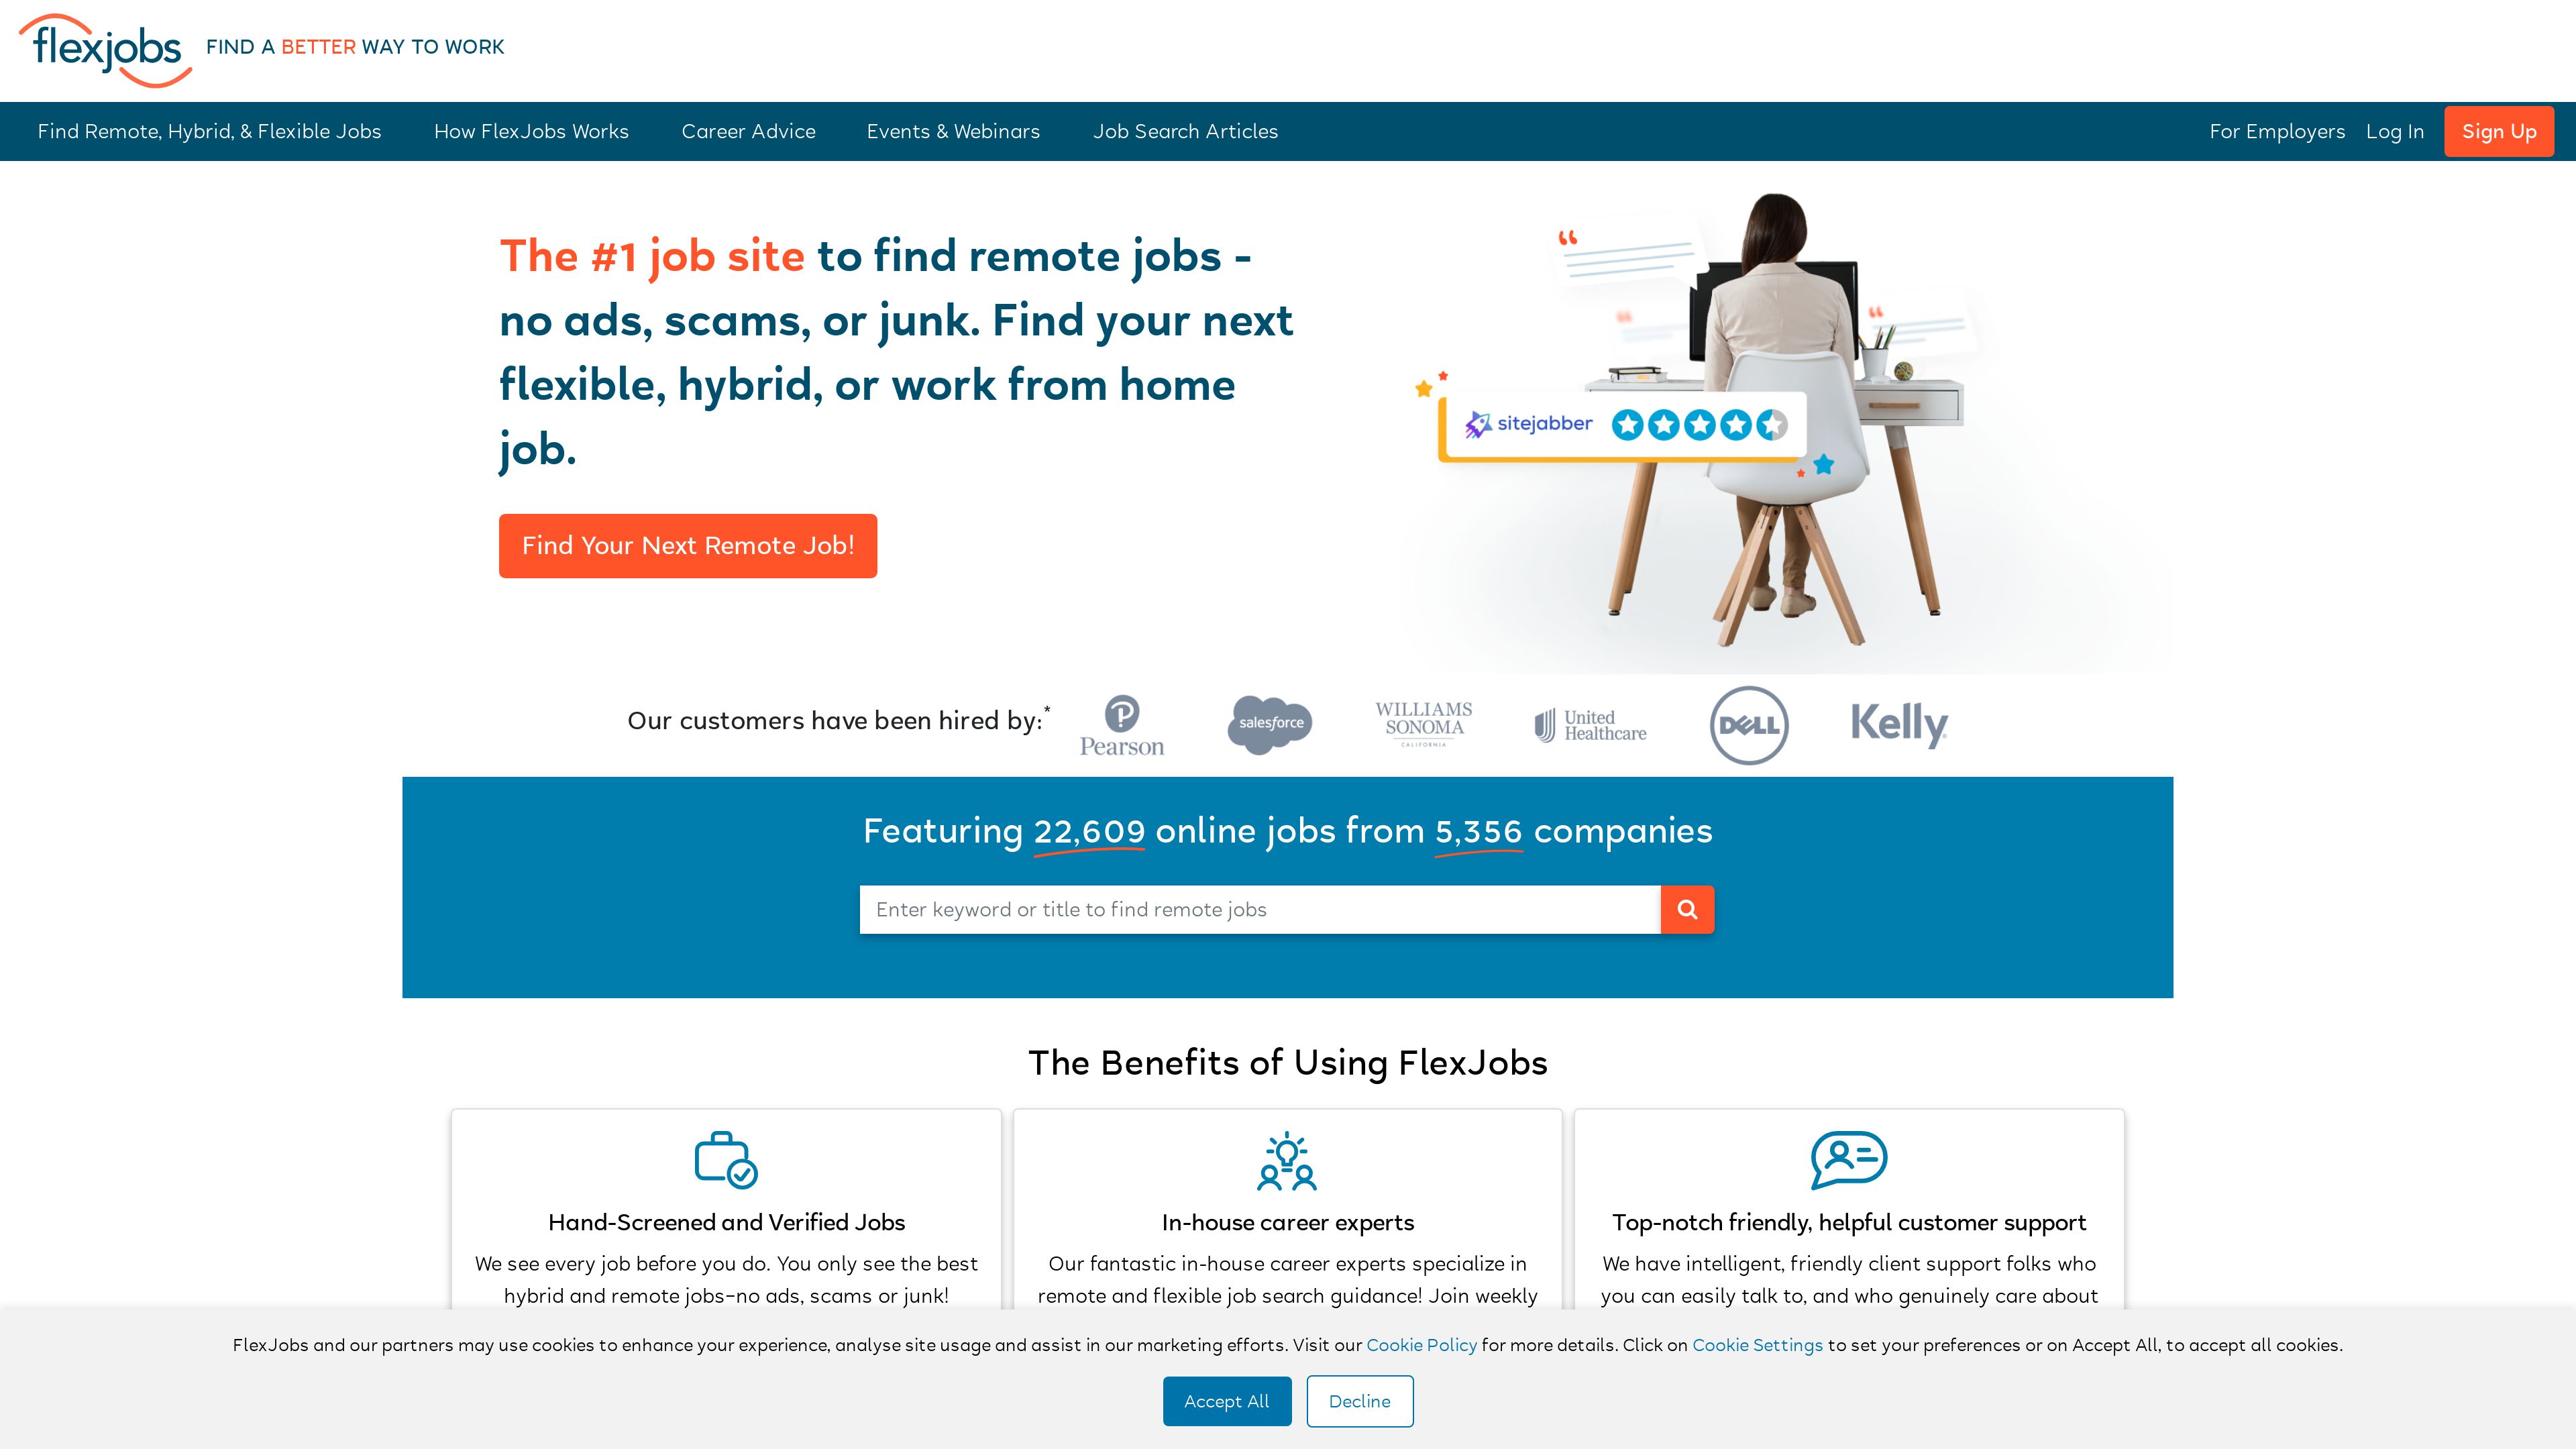 flexjobs FIND A BETTER WAY TO WORK
Find Remote, Hybrid, & Flexible Jobs How FlexJobs Works Career Advice Events & Webinars Job Search Articles For Employers Log In Sign Up
The #1 job site to find remote jobs -
no ads, scams, or junk. Find your next
flexible, hybrid, or work from home
job.
sitejabber
Find Your Next Remote Job!
Our customers have been hired by:*
Pearson
salesforce
WILLIAMS
SONOMA
CALIFORNIA
United
Healthcare
DELL
Kelly
Featuring 22,609 online jobs from 5,356 companies
Enter keyword or title to find remote jobs
The Benefits of Using FlexJobs
Hand-Screened and Verified Jobs
We see every job before you do. You only see the best
hybrid and remote jobs–no ads, scams or junk!
In-house career experts
Our fantastic in-house career experts specialize in
remote and flexible job search guidance! Join weekly
Top-notch friendly, helpful customer support
We have intelligent, friendly client support folks who
you can easily talk to, and who genuinely care about
FlexJobs and our partners may use cookies to enhance your experience, analyse site usage and assist in our marketing efforts. Visit our Cookie Policy for more details. Click on Cookie Settings to set your preferences or on Accept All, to accept all cookies.
Accept All Decline